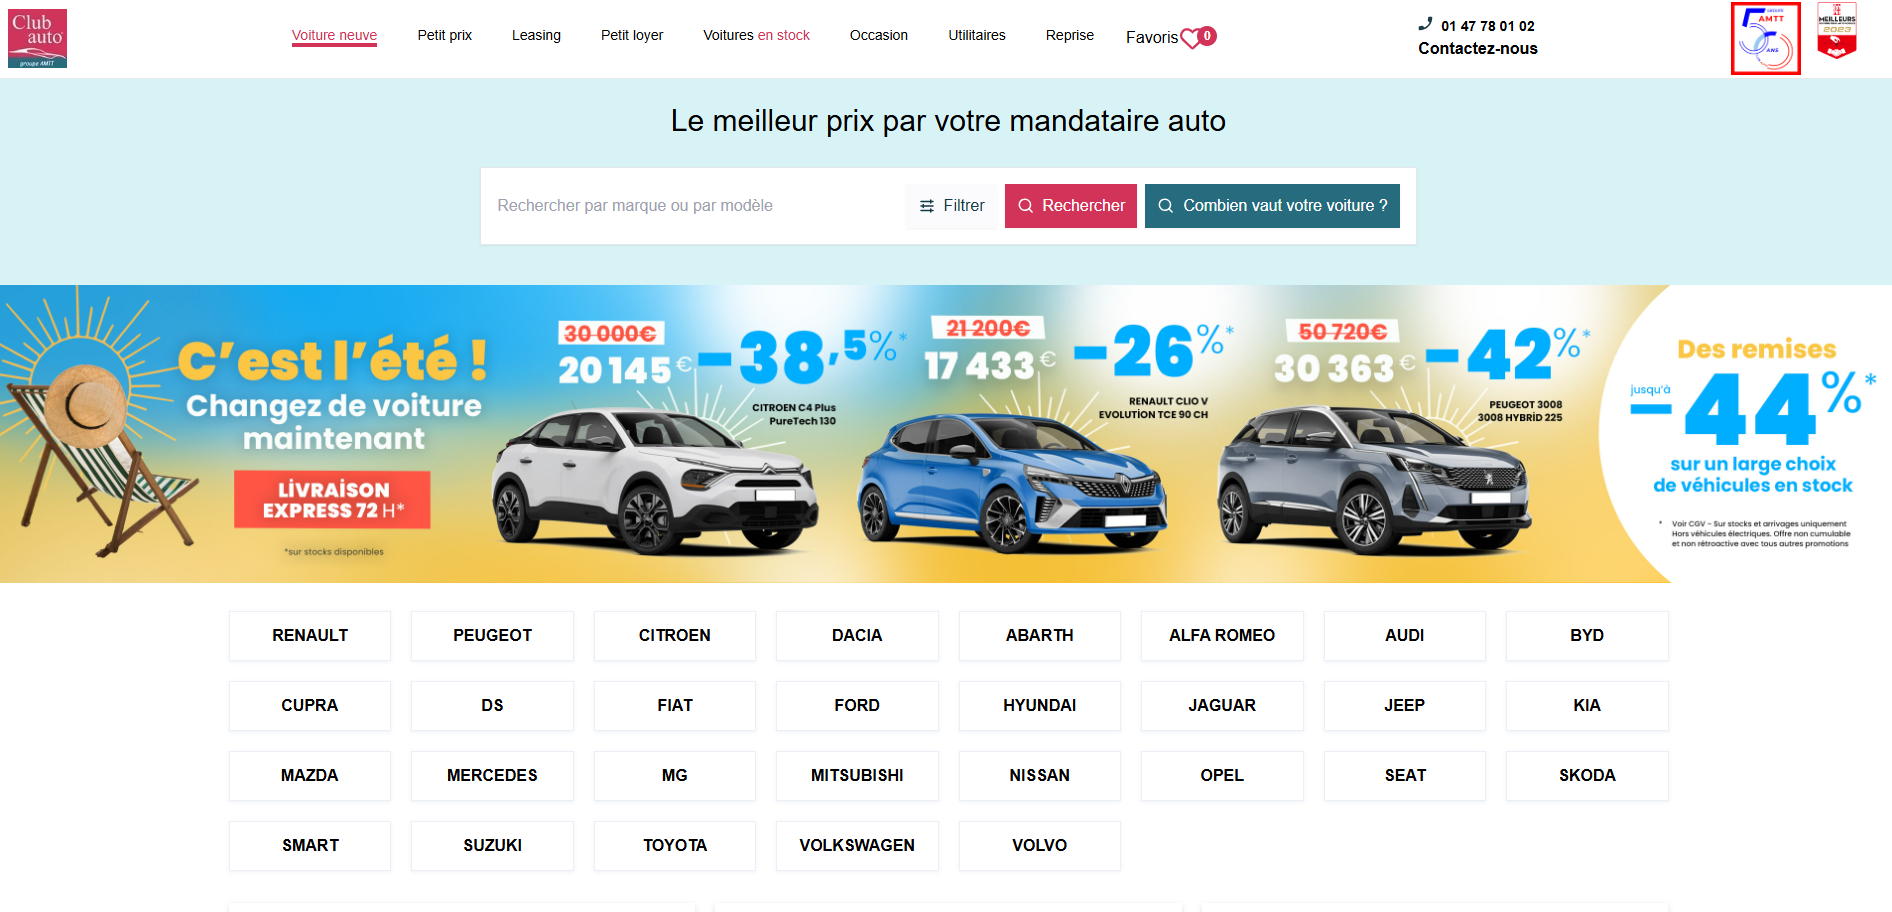 Club
auto
groupe AMTT
Voiture neuve
Petit prix
Leasing
Petit loyer
Voitures en stock
Occasion
Utilitaires
Reprise
Favoris 0
01 47 78 01 02
Contactez-nous
GROUPE
AMTT
55
ANS
MEILLEURS
2023
Le meilleur prix par votre mandataire auto
Rechercher par marque ou par modèle
Filtrer
Rechercher
Combien vaut votre voiture ?
C'est l'été !
Changez de voiture
maintenant
LIVRAISON
EXPRESS 72 H*
*sur stocks disponibles
30 000€
20 145 €
-38,5%*
CITROEN C4 Plus
PureTech 130
21 200€
17 433 €
-26%*
RENAULT CLIO V
EVOLUTION TCE 90 CH
50 720€
30 363 €
-42%*
PEUGEOT 3008
3008 HYBRID 225
Des remises
jusqu'à
-44%*
sur un large choix
de véhicules en stock
* Voir CGV - Sur stocks et arrivages uniquement
Hors véhicules électriques. Offre non cumulable
et non rétroactive avec tous autres promotions
RENAULT
PEUGEOT
CITROEN
DACIA
ABARTH
ALFA ROMEO
AUDI
BYD
CUPRA
DS
FIAT
FORD
HYUNDAI
JAGUAR
JEEP
KIA
MAZDA
MERCEDES
MG
MITSUBISHI
NISSAN
OPEL
SEAT
SKODA
SMART
SUZUKI
TOYOTA
VOLKSWAGEN
VOLVO